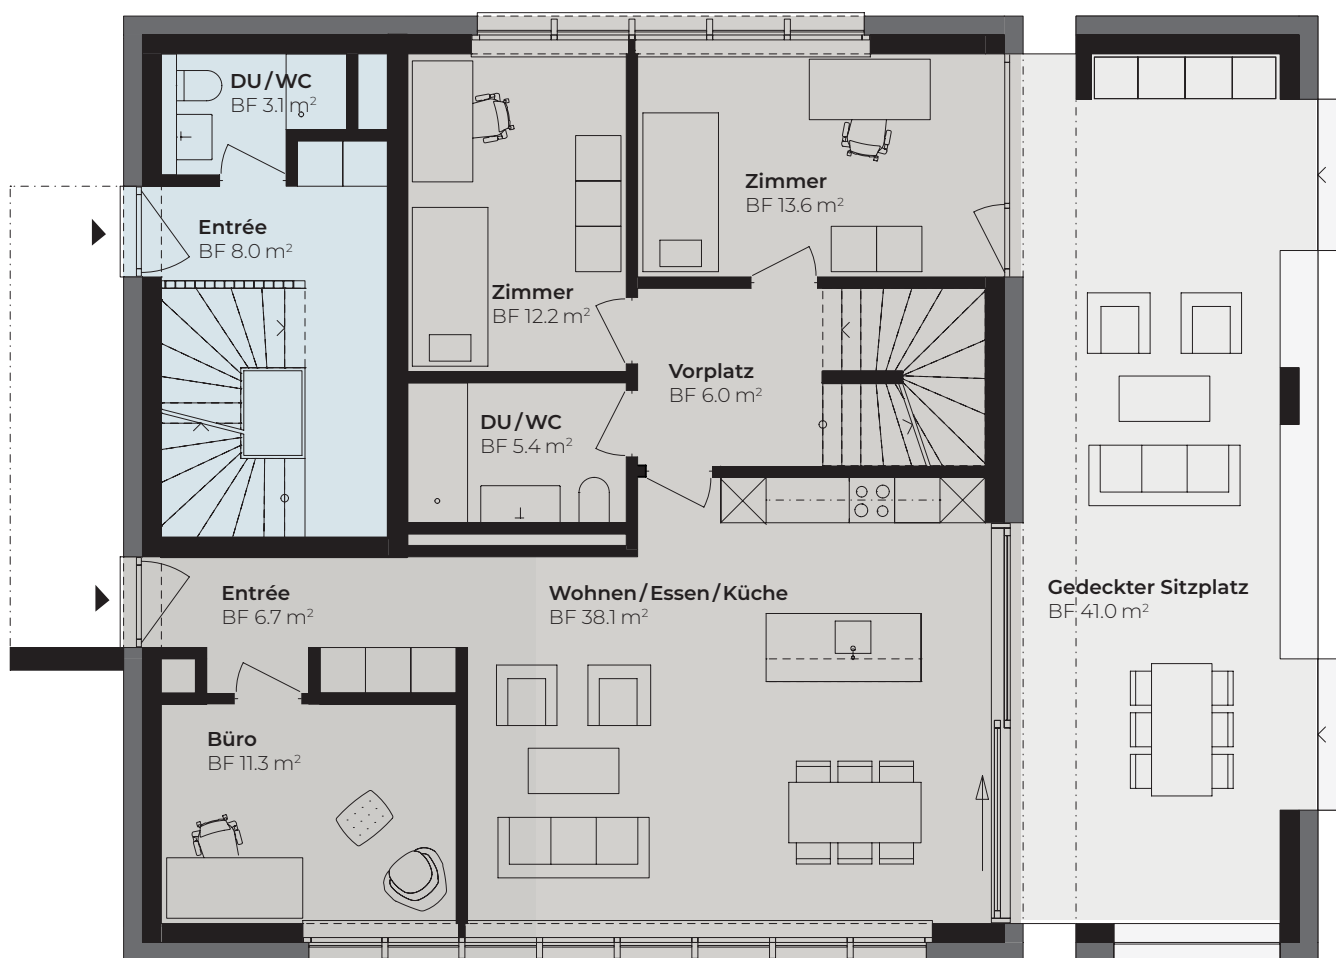 DU/WC
BF 3.1 m²
Entrée
BF 8.0 m²
Zimmer
BF 12.2 m²
Zimmer
BF 13.6 m²
Vorplatz
BF 6.0 m²
DU/WC
BF 5.4 m²
Entrée
BF 6.7 m²
Wohnen/Essen/Küche
BF 38.1 m²
Gedeckter Sitzplatz
BF 41.0 m²
Büro
BF 11.3 m²